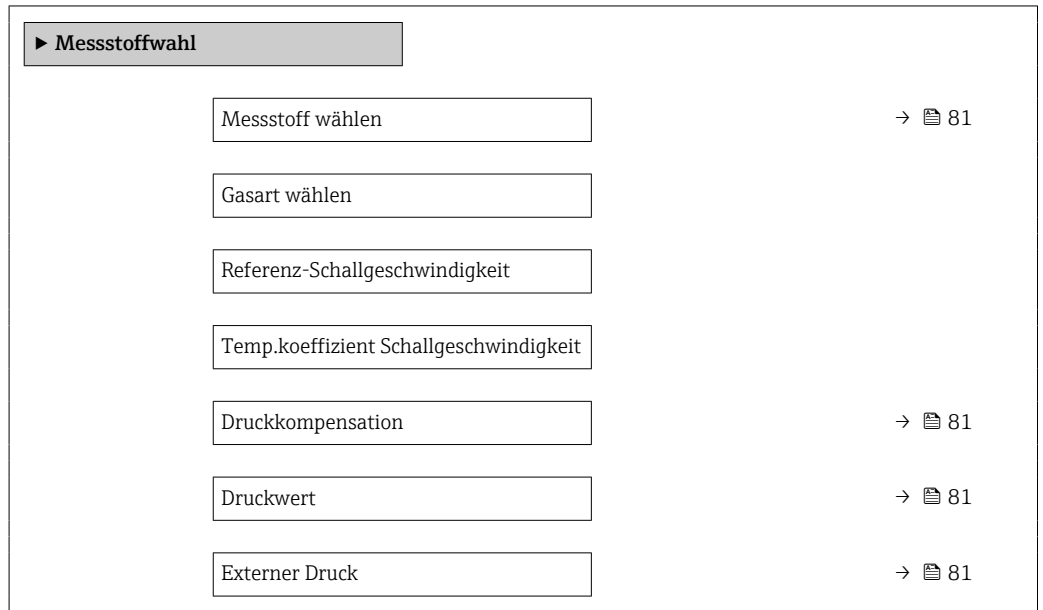 ▶ Messstoffwahl
Messstoff wählen → 81
Gasart wählen
Referenz-Schallgeschwindigkeit
Temp.koeffizient Schallgeschwindigkeit
Druckkompensation → 81
Druckwert → 81
Externer Druck → 81